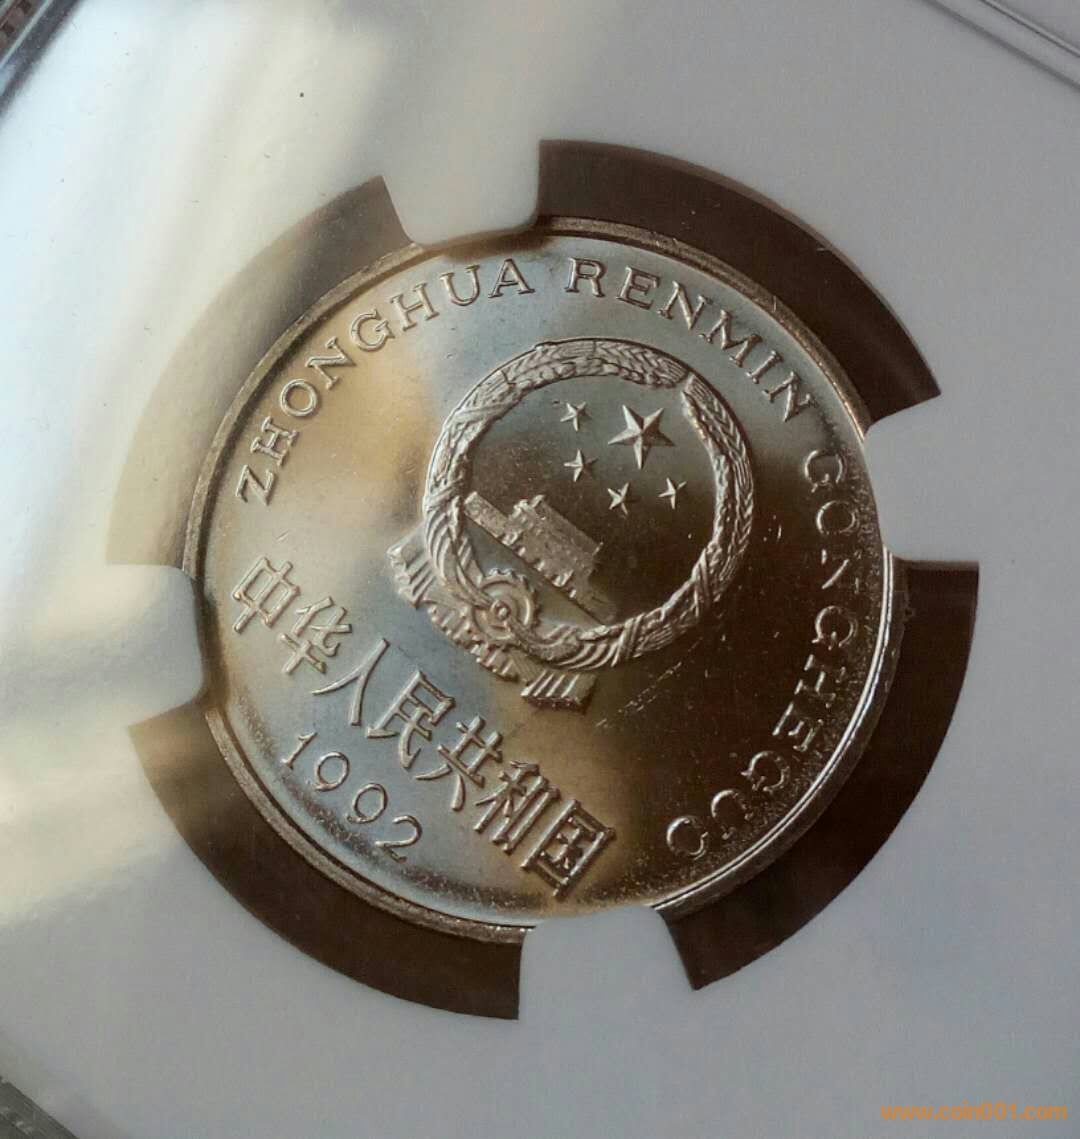 ZHONGHUA RENMIN GONGHEGUO
中华人民共和国
1992
www.coin001.com